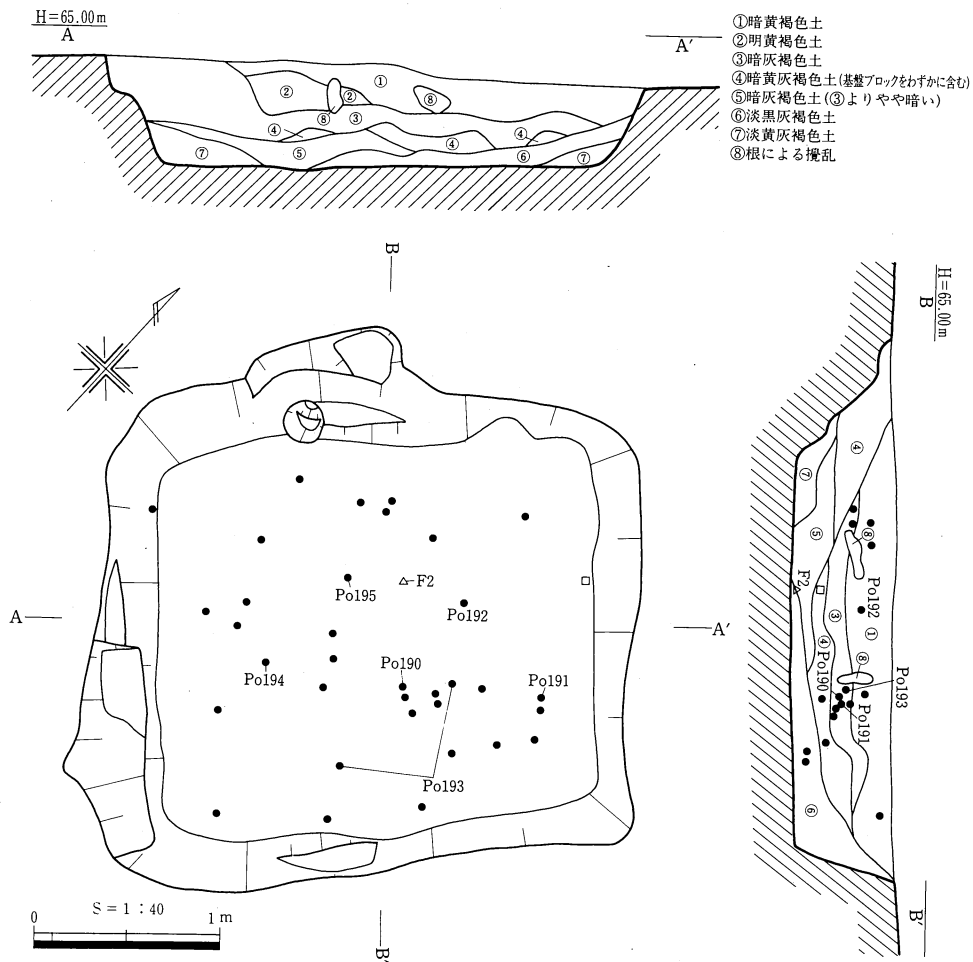 H=65.00m
A
A′
①暗黄褐色土
②明黄褐色土
③暗灰褐色土
④暗黄灰褐色土(基盤ブロックをわずかに含む)
⑤暗灰褐色土(③よりやや暗い)
⑥淡黒灰褐色土
⑦淡黄灰褐色土
⑧根による攪乱
①
②
②
⑧
⑧
③
④
④
④
⑦
⑤
⑥
⑦
B
H=65.00m
B
④
⑦
⑤
⑧
F2
Po192
③
①
④
⑧
Po190
Po193
Po191
⑥
B′
F2
Po195
Po192
A
A′
Po194
Po190
Po191
Po193
S=1:40
0
1m
B′